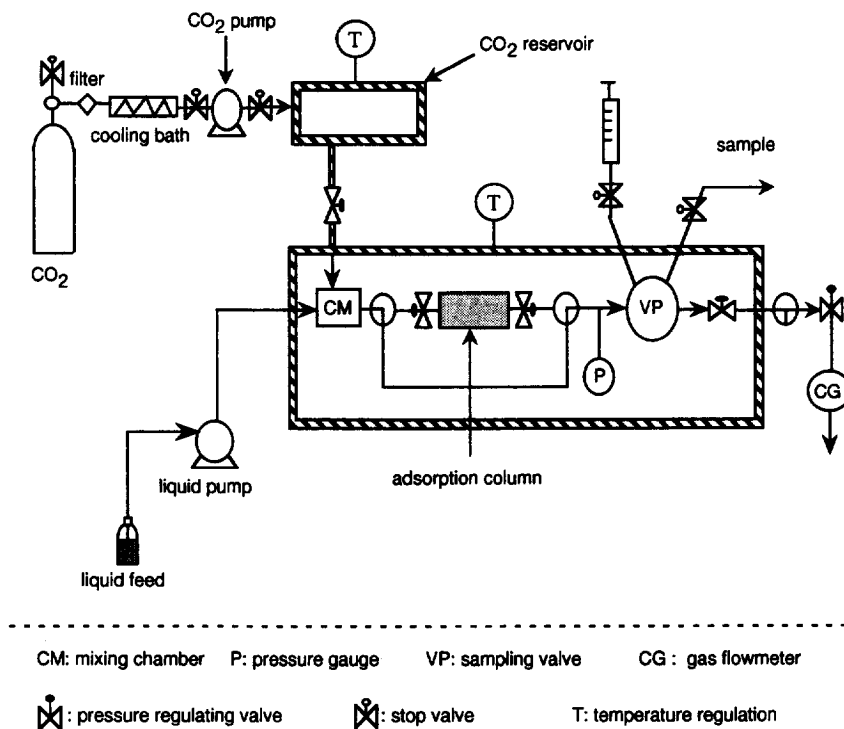 CO2 pump
T
CO2 reservoir
filter
cooling bath
sample
T
CO2
CM
VP
P
CG
adsorption column
liquid pump
liquid feed
CM: mixing chamber P: pressure gauge VP: sampling valve CG : gas flowmeter
: pressure regulating valve : stop valve T: temperature regulation